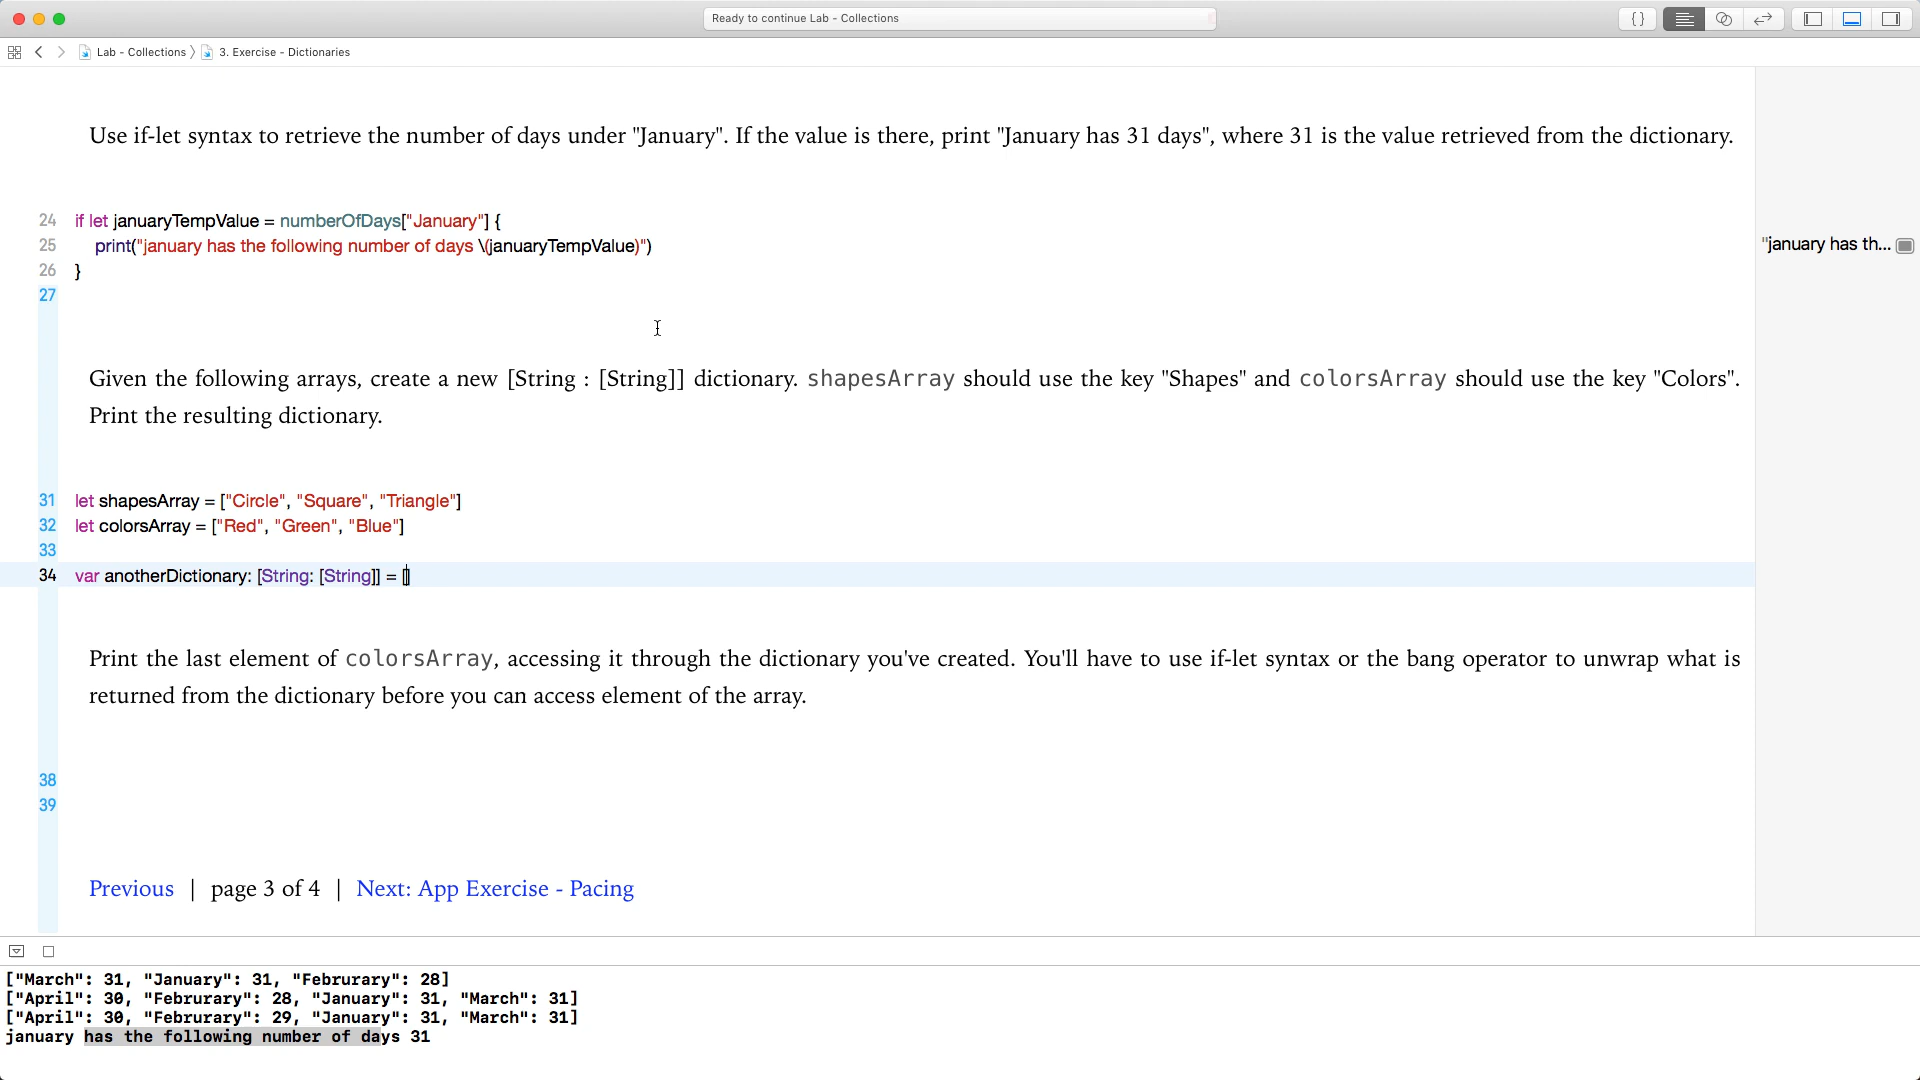 Ready to continue Lab - Collections
{ }
Lab - Collections 〉 3. Exercise - Dictionaries
Use if-let syntax to retrieve the number of days under "January". If the value is there, print "January has 31 days", where 31 is the value retrieved from the dictionary.
24 if let januaryTempValue = numberOfDays["January"] {
25 print("january has the following number of days \(januaryTempValue)")
"january has th...
26 }
27
Given the following arrays, create a new [String : [String]] dictionary. shapesArray should use the key "Shapes" and colorsArray should use the key "Colors".
Print the resulting dictionary.
31 let shapesArray = ["Circle", "Square", "Triangle"]
32 let colorsArray = ["Red", "Green", "Blue"]
33
34 var anotherDictionary: [String: [String]] = []
Print the last element of colorsArray, accessing it through the dictionary you've created. You'll have to use if-let syntax or the bang operator to unwrap what is
returned from the dictionary before you can access element of the array.
38
39
Previous | page 3 of 4 | Next: App Exercise - Pacing
["March": 31, "January": 31, "Februrary": 28]
["April": 30, "Februrary": 28, "January": 31, "March": 31]
["April": 30, "Februrary": 29, "January": 31, "March": 31]
january has the following number of days 31